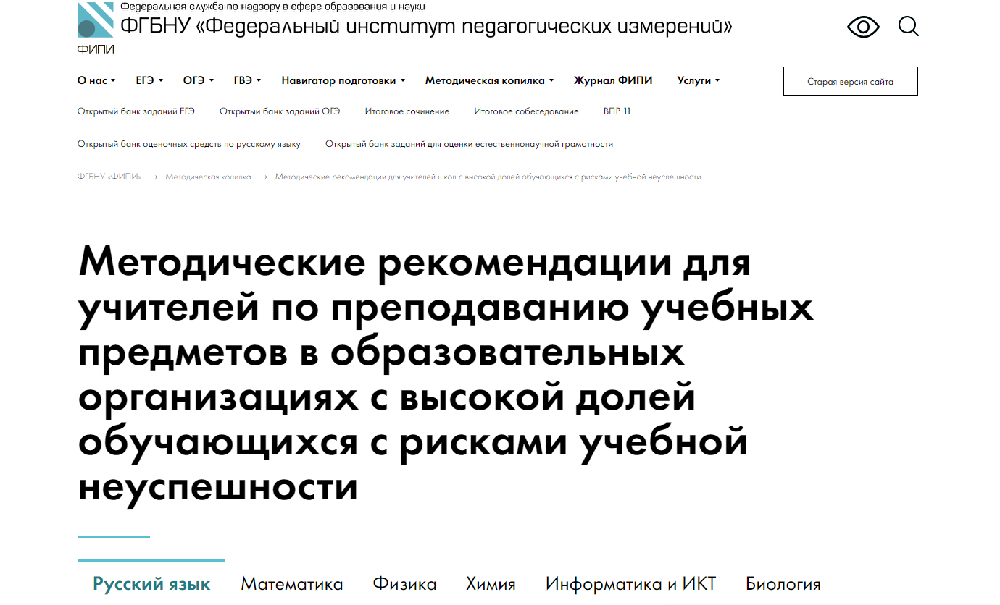 Федеральная служба по надзору в сфере образования и науки
ФГБНУ «Федеральный институт педагогических измерений»
ФИПИ
О нас ЕГЭ ОГЭ ГВЭ Навигатор подготовки Методическая копилка Журнал ФИПИ Услуги Старая версия сайта
Открытый банк заданий ЕГЭ Открытый банк заданий ОГЭ Итоговое сочинение Итоговое собеседование ВПР 11
Открытый банк оценочных средств по русскому языку Открытый банк заданий для оценки естественнонаучной грамотности
ФГБНУ «ФИПИ» → Методическая копилка → Методические рекомендации для учителей школ с высокой долей обучающихся с рисками учебной неуспешности
Методические рекомендации для
учителей по преподаванию учебных
предметов в образовательных
организациях с высокой долей
обучающихся с рисками учебной
неуспешности
Русский язык Математика Физика Химия Информатика и ИКТ Биология